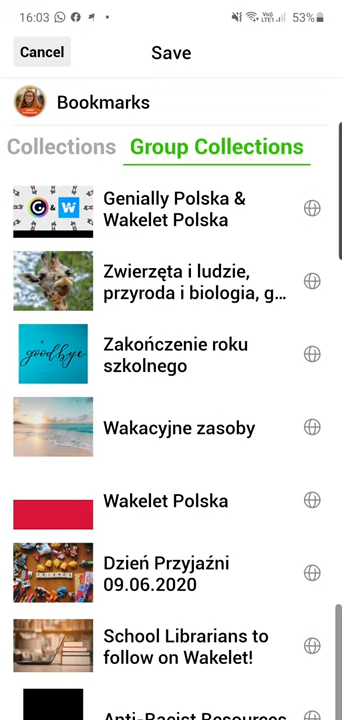 16:03
53%
Cancel
Save
Bookmarks
Collections
Group Collections
G & W
Genially Polska &
Wakelet Polska
Zwierzęta i ludzie,
przyroda i biologia, g...
goodbye
Zakończenie roku
szkolnego
Wakacyjne zasoby
Wakelet Polska
FRIENDS
Dzień Przyjaźni
09.06.2020
School Librarians to
follow on Wakelet!
Anti-Racist Resources